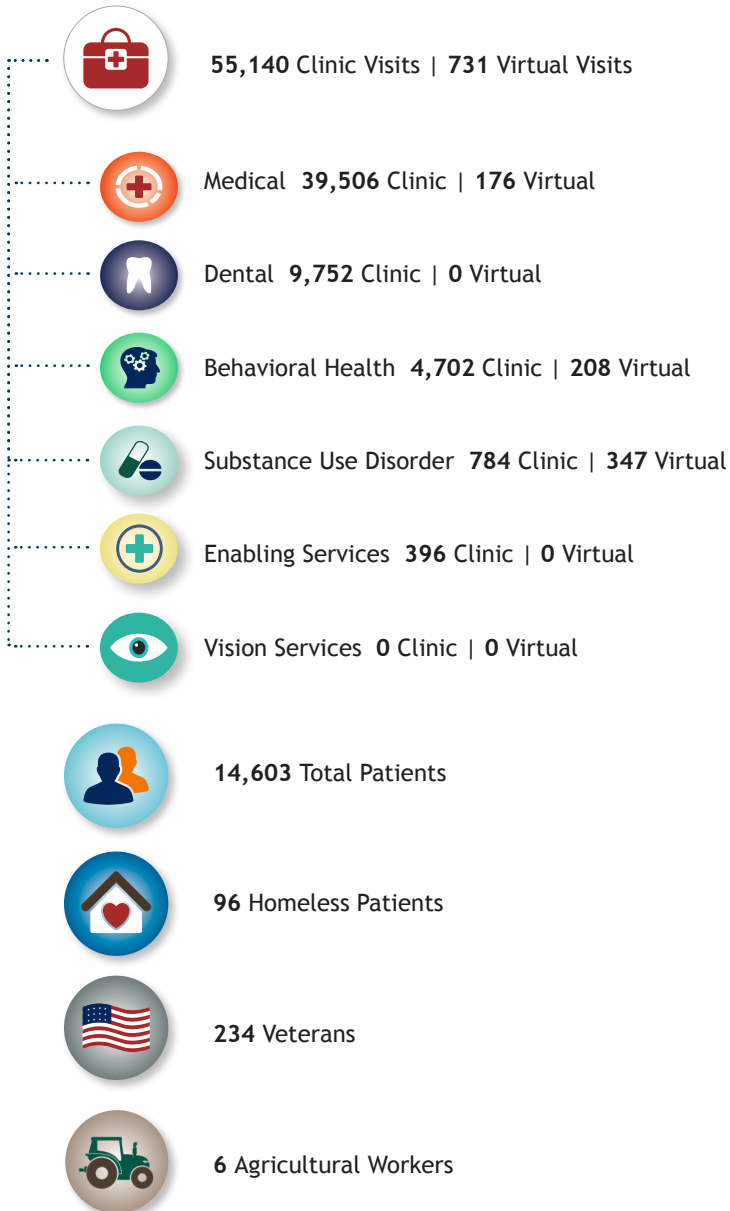 55,140 Clinic Visits | 731 Virtual Visits
Medical 39,506 Clinic | 176 Virtual
Dental 9,752 Clinic | 0 Virtual
Behavioral Health 4,702 Clinic | 208 Virtual
Substance Use Disorder 784 Clinic | 347 Virtual
Enabling Services 396 Clinic | 0 Virtual
Vision Services 0 Clinic | 0 Virtual
14,603 Total Patients
96 Homeless Patients
234 Veterans
6 Agricultural Workers